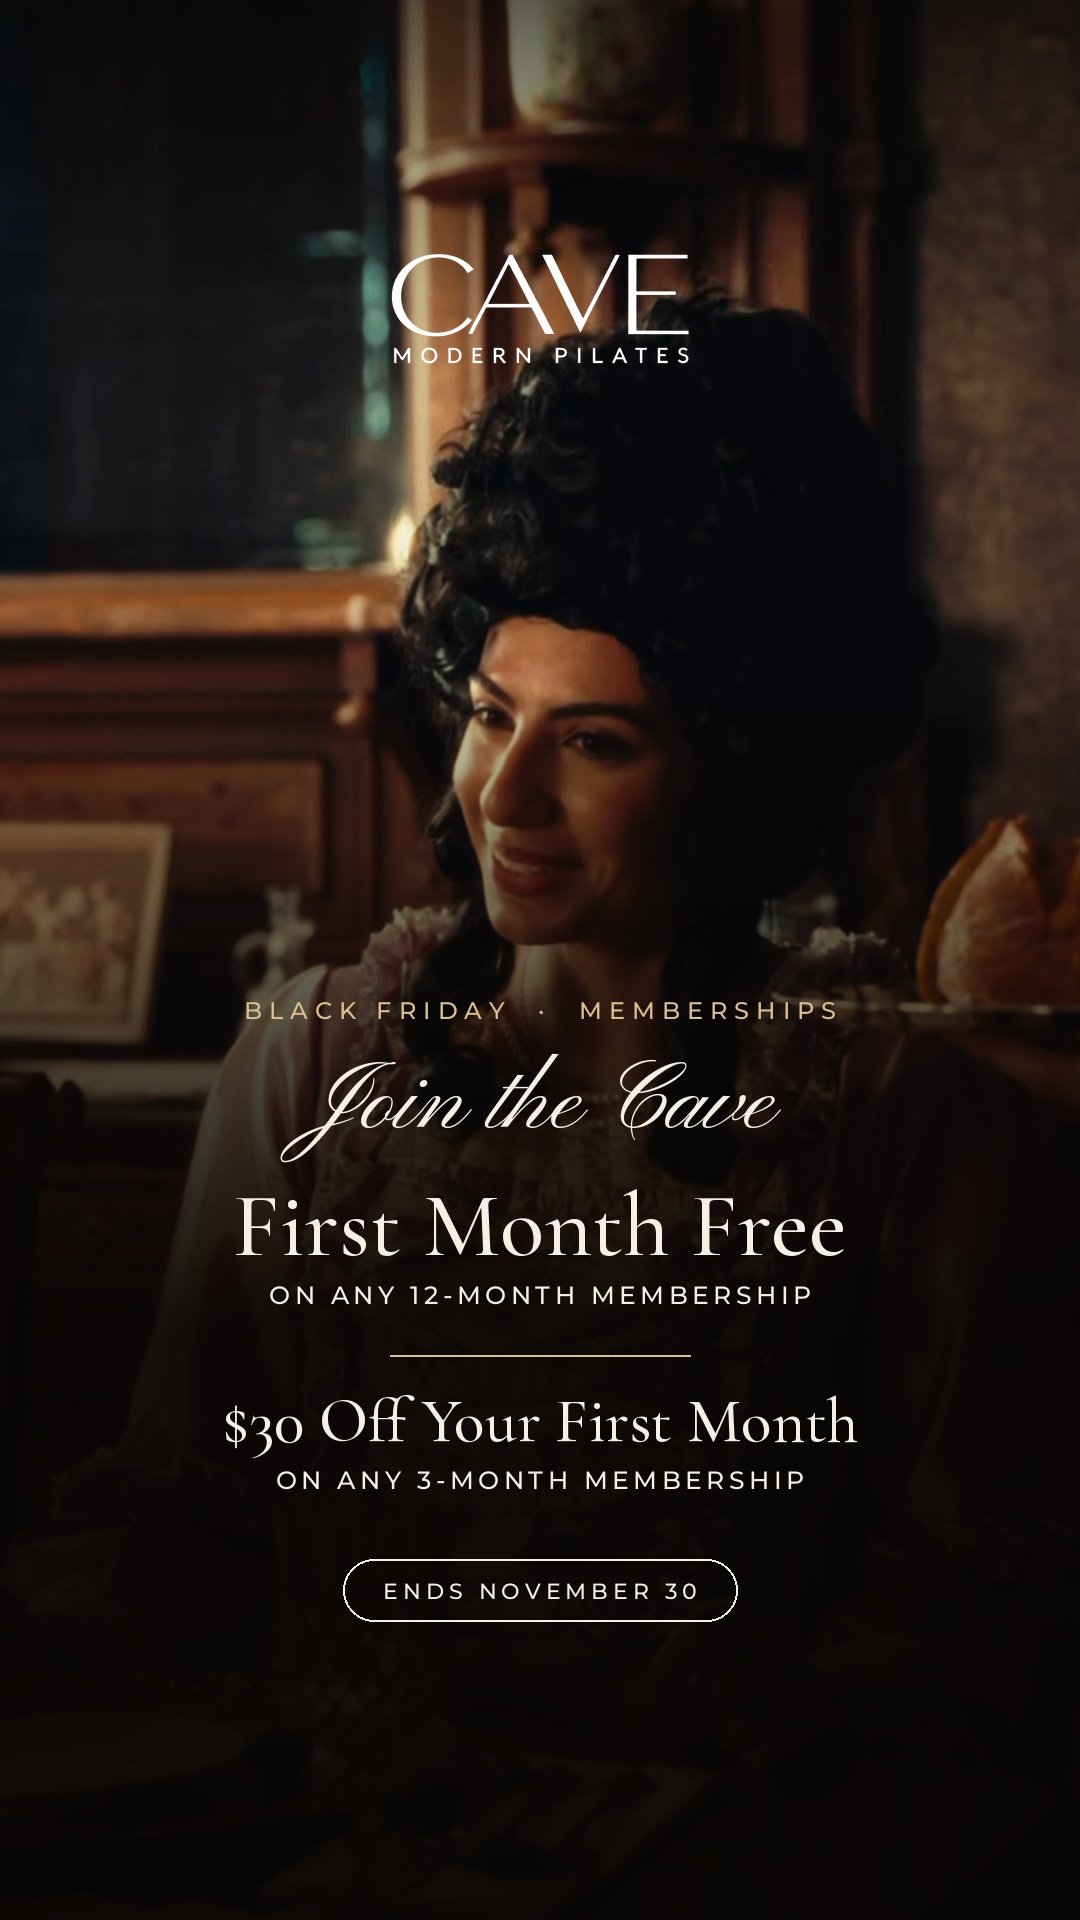 CAVE
MODERN PILATES
BLACK FRIDAY · MEMBERSHIPS
Join the Cave
First Month Free
ON ANY 12-MONTH MEMBERSHIP
$30 Off Your First Month
ON ANY 3-MONTH MEMBERSHIP
ENDS NOVEMBER 30